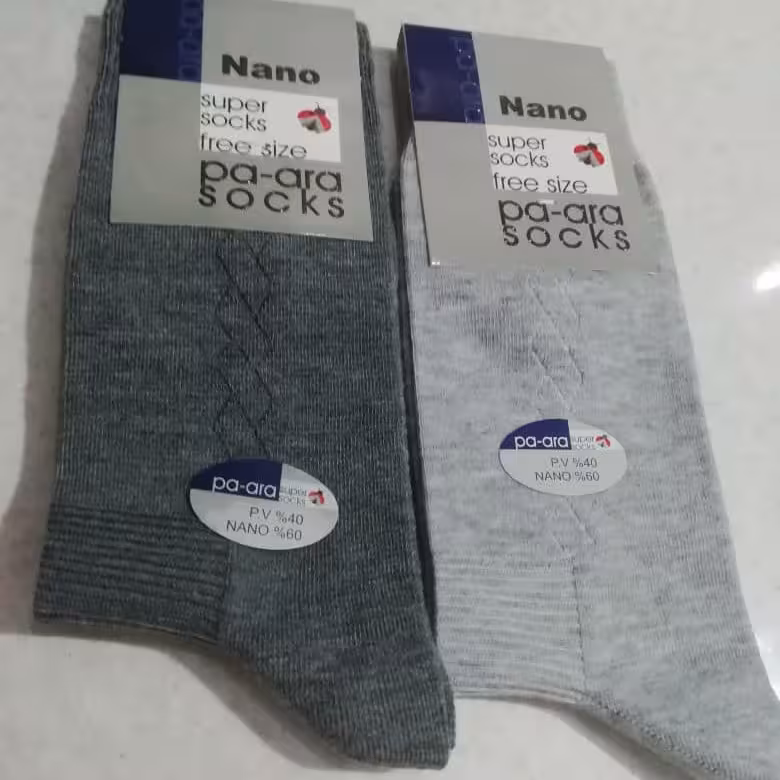 Nano
super
socks
free size
pa-ara
socks
pa-ara super
socks
P.V %40
NANO %60
Nano
super
socks
free size
pa-ara
socks
pa-ara super
socks
P.V %40
NANO %60